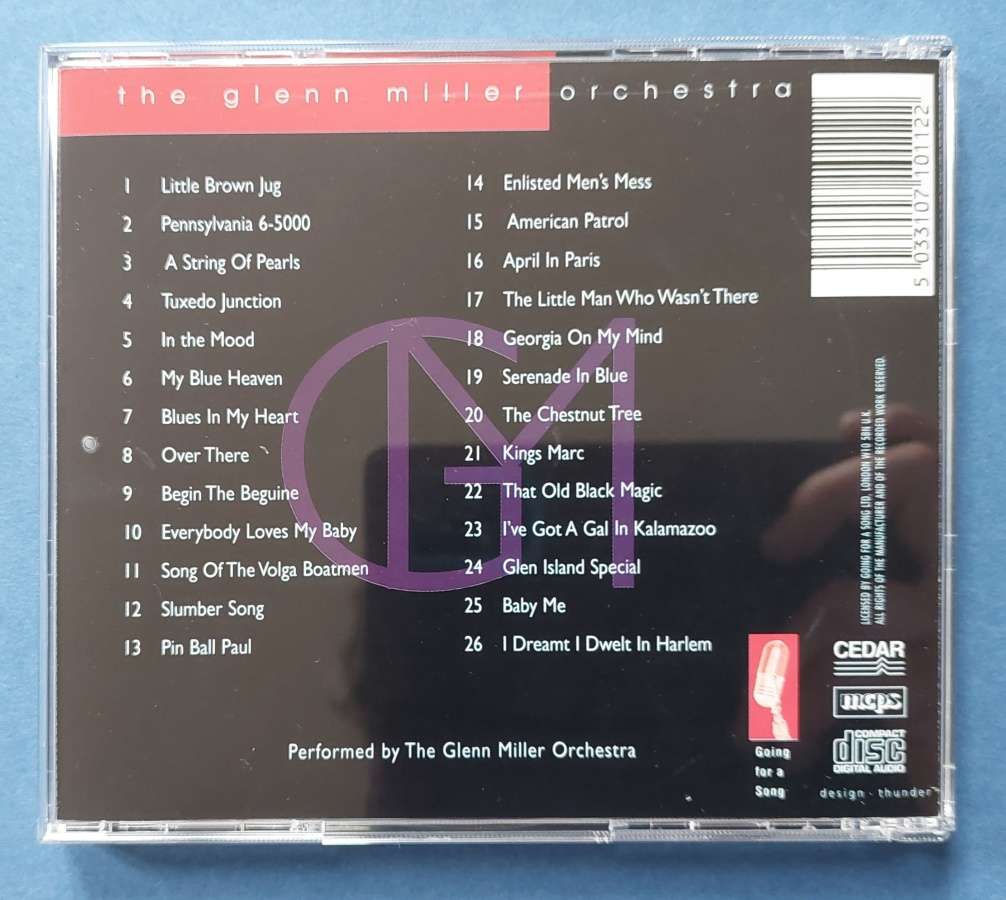 the glenn miller orchestra
1 Little Brown Jug
2 Pennsylvania 6-5000
3 A String Of Pearls
4 Tuxedo Junction
5 In the Mood
6 My Blue Heaven
7 Blues In My Heart
8 Over There
9 Begin The Beguine
10 Everybody Loves My Baby
11 Song Of The Volga Boatmen
12 Slumber Song
13 Pin Ball Paul
14 Enlisted Men's Mess
15 American Patrol
16 April In Paris
17 The Little Man Who Wasn't There
18 Georgia On My Mind
19 Serenade In Blue
20 The Chestnut Tree
21 Kings Marc
22 That Old Black Magic
23 I've Got A Gal In Kalamazoo
24 Glen Island Special
25 Baby Me
26 I Dreamt I Dwelt In Harlem
GM
Performed by The Glenn Miller Orchestra
5 033107 101122
LICENSED BY GOING FOR A SONG LTD, LONDON W10 5BN U.K.
ALL RIGHTS OF THE MANUFACTURER AND OF THE RECORDED WORK RESERVED.
Going
for a
Song
CEDAR
mcps
COMPACT
disc
DIGITAL AUDIO
design · thunder